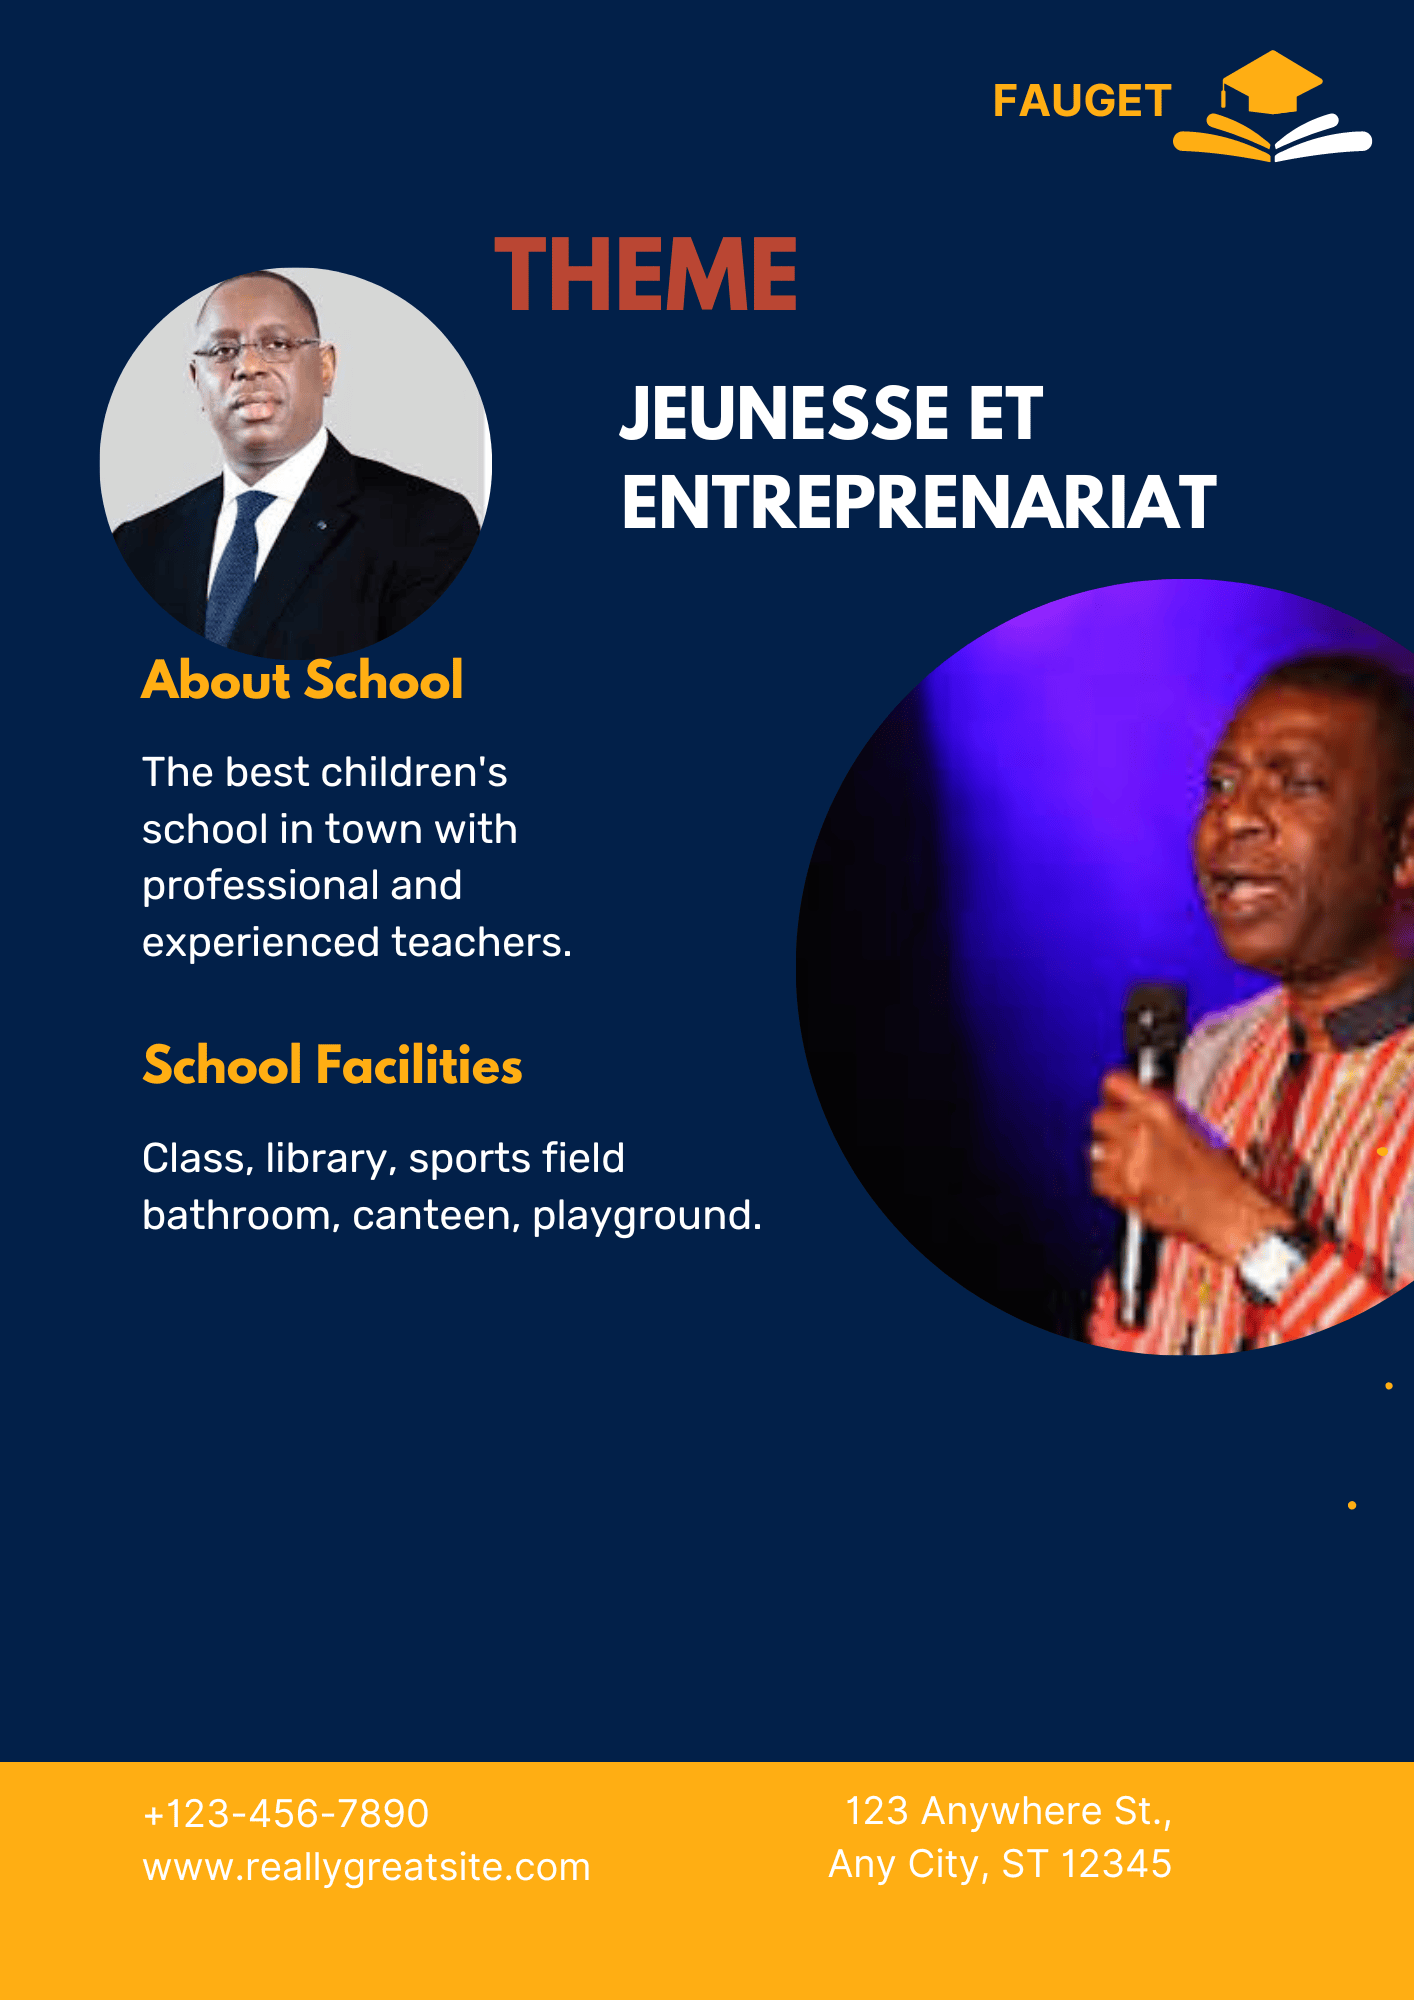 FAUGET
THEME
JEUNESSE ET
ENTREPRENARIAT
About School
The best children's
school in town with
professional and
experienced teachers.
School Facilities
Class, library, sports field
bathroom, canteen, playground.
+123-456-7890
www.reallygreatsite.com
123 Anywhere St.,
Any City, ST 12345